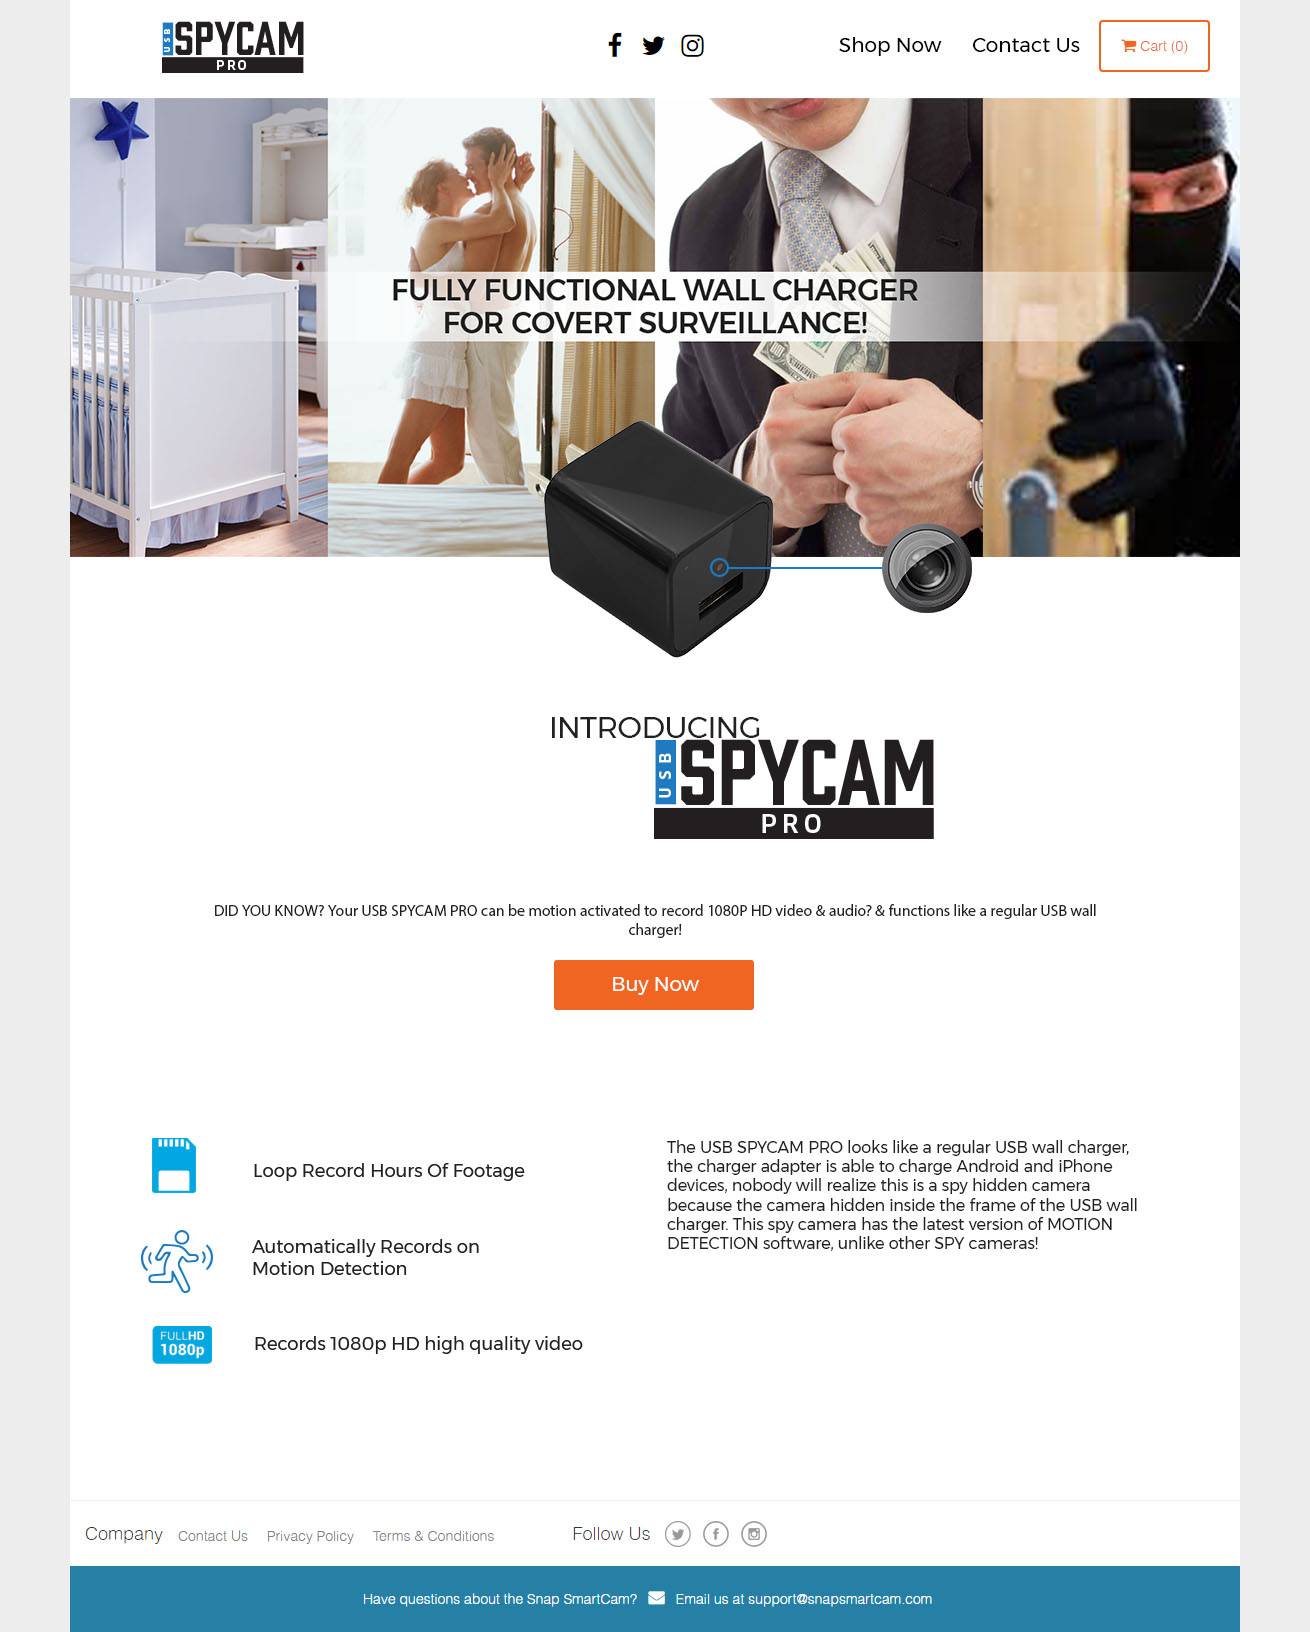 USB SPYCAM
PRO
Shop Now
Contact Us
Cart (0)
FULLY FUNCTIONAL WALL CHARGER
FOR COVERT SURVEILLANCE!
INTRODUCING
USB SPYCAM
PRO
DID YOU KNOW? Your USB SPYCAM PRO can be motion activated to record 1080P HD video & audio? & functions like a regular USB wall
charger!
Buy Now
Loop Record Hours Of Footage
Automatically Records on
Motion Detection
FULLHD
1080p
Records 1080p HD high quality video
The USB SPYCAM PRO looks like a regular USB wall charger,
the charger adapter is able to charge Android and iPhone
devices, nobody will realize this is a spy hidden camera
because the camera hidden inside the frame of the USB wall
charger. This spy camera has the latest version of MOTION
DETECTION software, unlike other SPY cameras!
Company
Contact Us
Privacy Policy
Terms & Conditions
Follow Us
Have questions about the Snap SmartCam? Email us at support@snapsmartcam.com